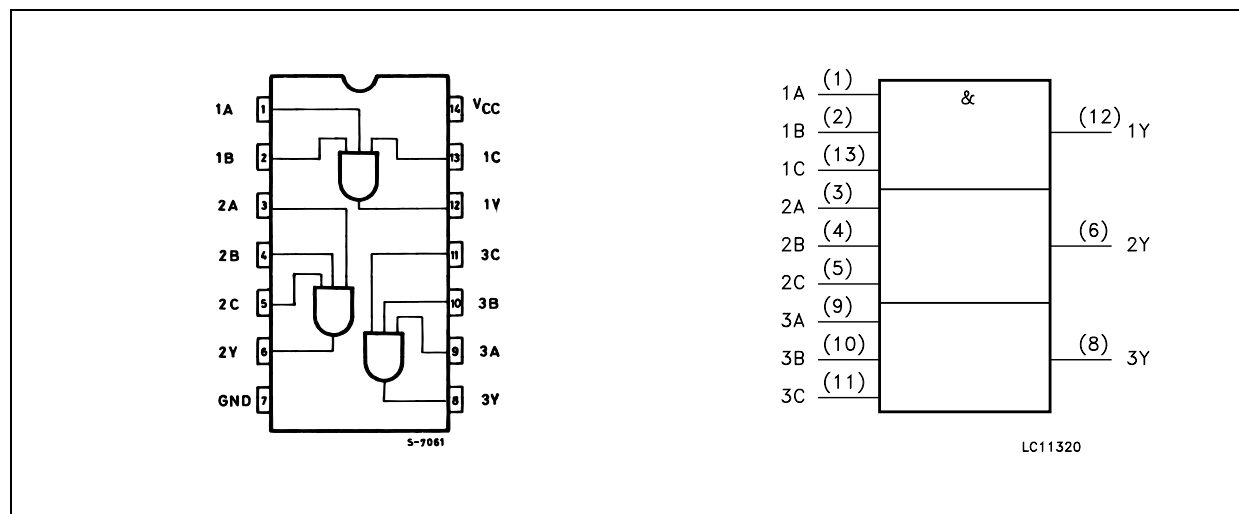 1A 1 14 VCC
1B 2 13 1C
2A 3 12 1Y
2B 4 11 3C
2C 5 10 3B
2Y 6 9 3A
GND 7 8 3Y
S-7061
&
1A (1)
1B (2)
1C (13)
2A (3)
2B (4)
2C (5)
3A (9)
3B (10)
3C (11)
(12) 1Y
(6) 2Y
(8) 3Y
LC11320